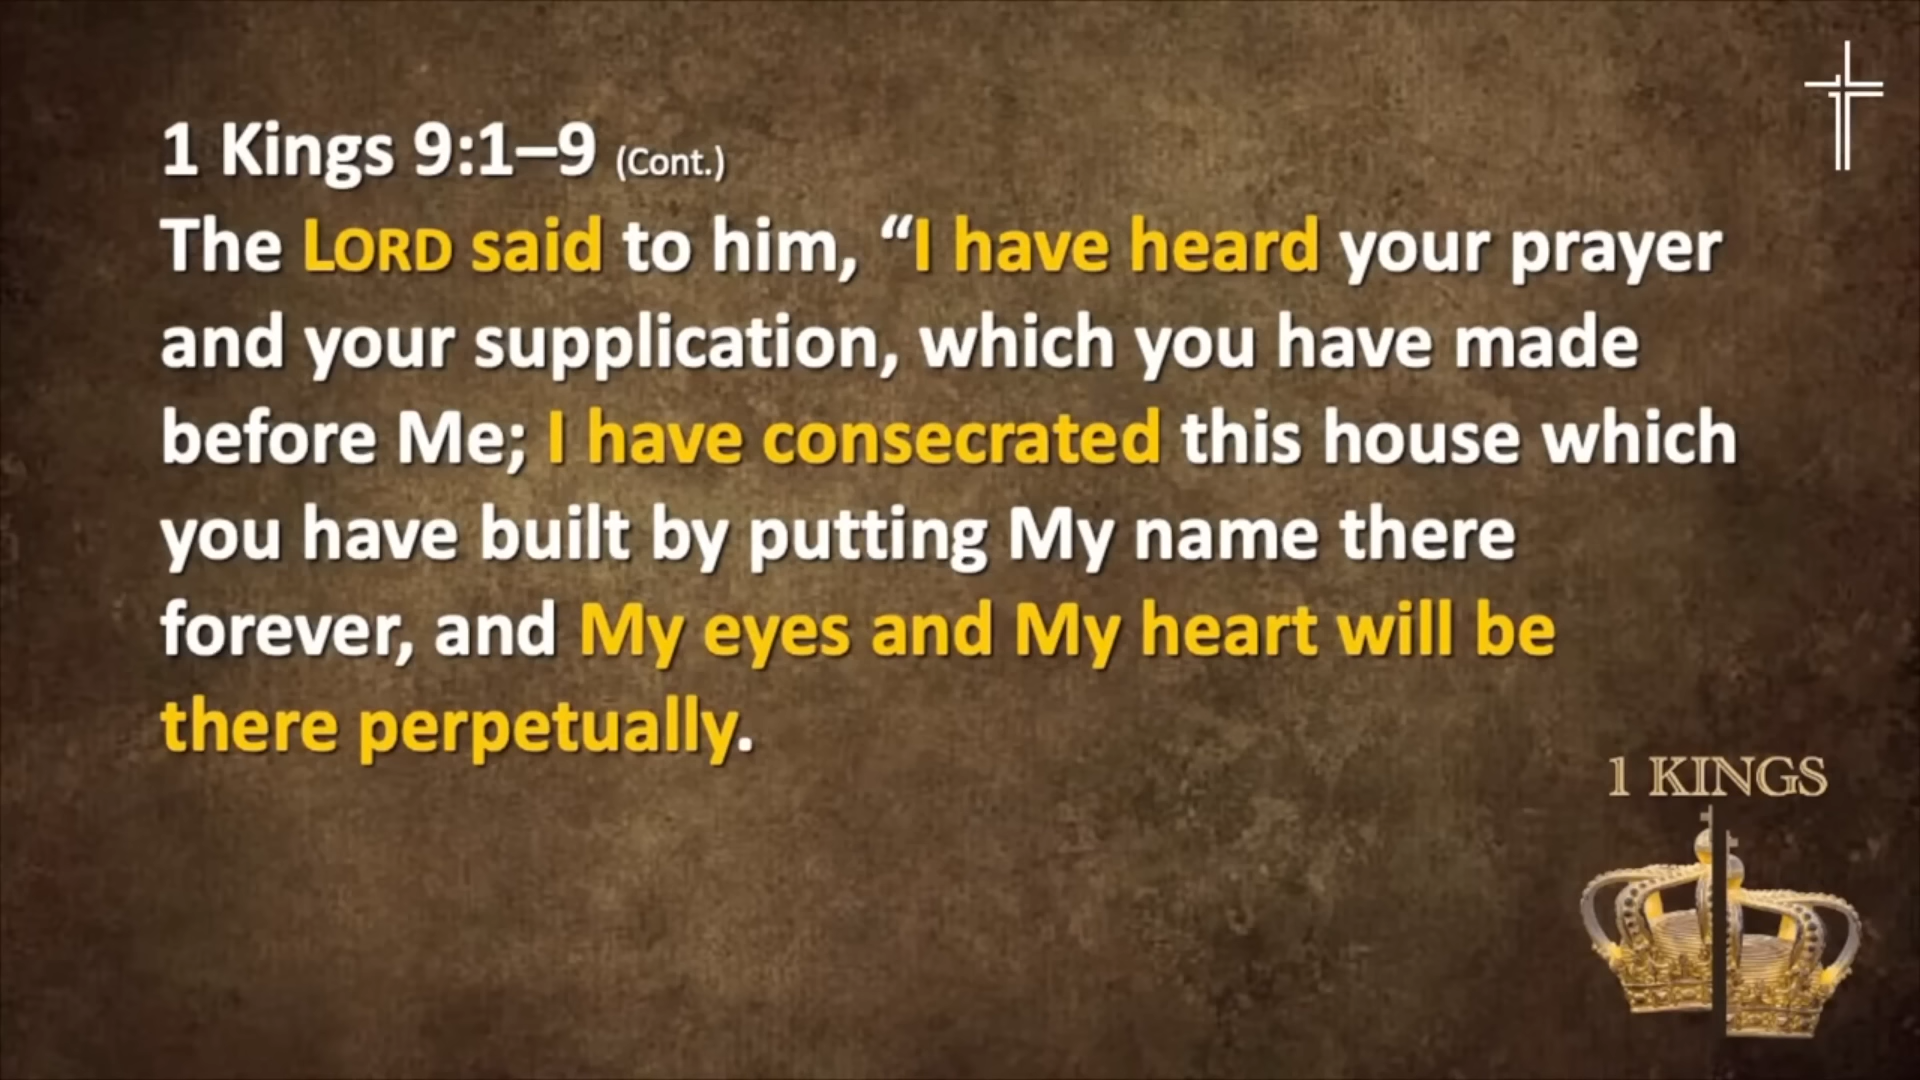 1 Kings 9:1–9 (Cont.)
The LORD said to him, “I have heard your prayer
and your supplication, which you have made
before Me; I have consecrated this house which
you have built by putting My name there
forever, and My eyes and My heart will be
there perpetually.
1 KINGS